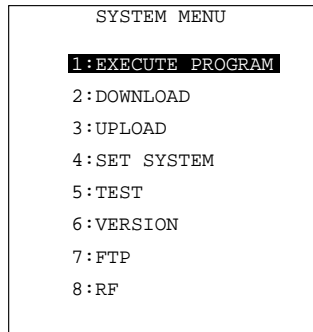 SYSTEM MENU
1:EXECUTE PROGRAM
2:DOWNLOAD
3:UPLOAD
4:SET SYSTEM
5:TEST
6:VERSION
7:FTP
8:RF